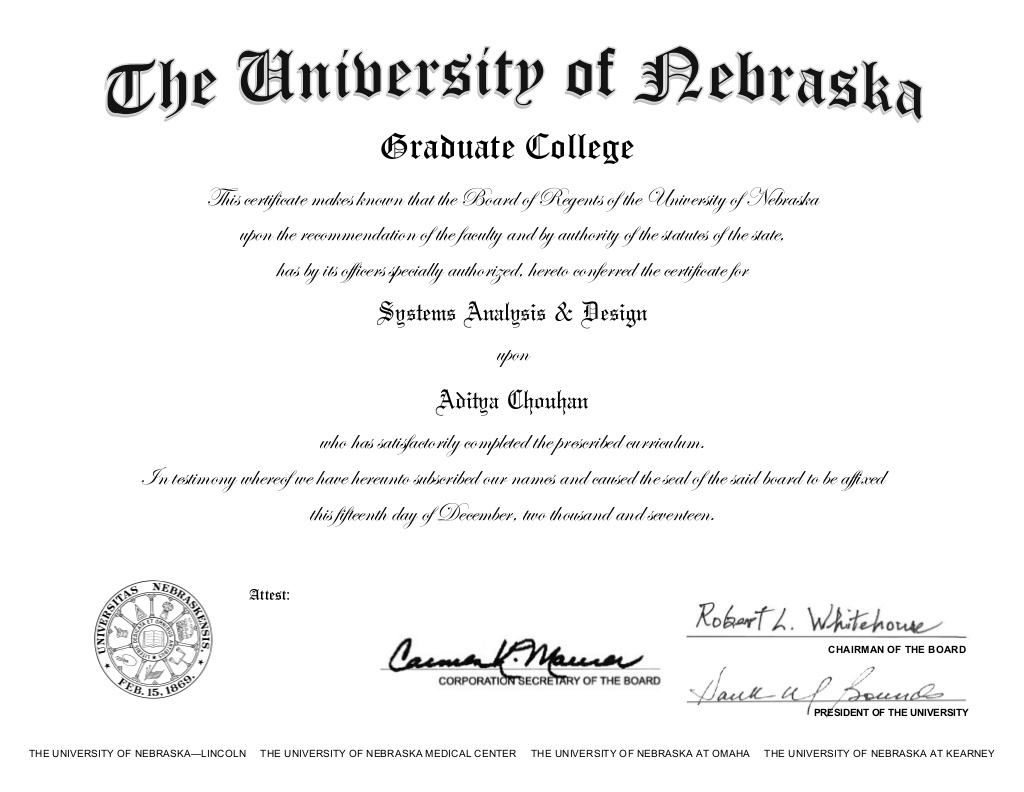 The University of Nebraska
Graduate College
This certificate makes known that the Board of Regents of the University of Nebraska
upon the recommendation of the faculty and by authority of the statutes of the state,
has by its officers specially authorized, hereto conferred the certificate for
Systems Analysis & Design
upon
Aditya Chouhan
who has satisfactorily completed the prescribed curriculum.
In testimony whereof we have hereunto subscribed our names and caused the seal of the said board to be affixed
this fifteenth day of December, two thousand and seventeen.
UNIVERSITAS NEBRASKENSIS
FEB. 15. 1869.
Attest:
Carmen K. Maurer
CORPORATION SECRETARY OF THE BOARD
Robert L. Whitehouse
CHAIRMAN OF THE BOARD
Hank M Bounds
PRESIDENT OF THE UNIVERSITY
THE UNIVERSITY OF NEBRASKA—LINCOLN THE UNIVERSITY OF NEBRASKA MEDICAL CENTER THE UNIVERSITY OF NEBRASKA AT OMAHA THE UNIVERSITY OF NEBRASKA AT KEARNEY